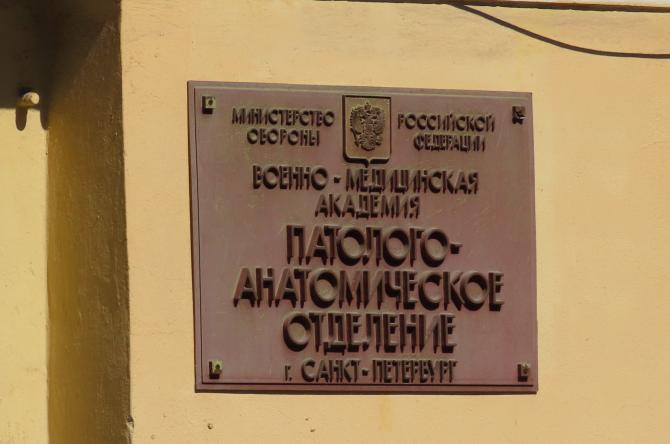 МИНИСТЕРСТВО РОССИЙСКОЙ
ОБОРОНЫ ФЕДЕРАЦИИ
ВОЕННО - МЕДИЦИНСКАЯ
АКАДЕМИЯ
ПАТОЛОГО-
АНАТОМИЧЕСКОЕ
ОТДЕЛЕНИЕ
г. САНКТ - ПЕТЕРБУРГ